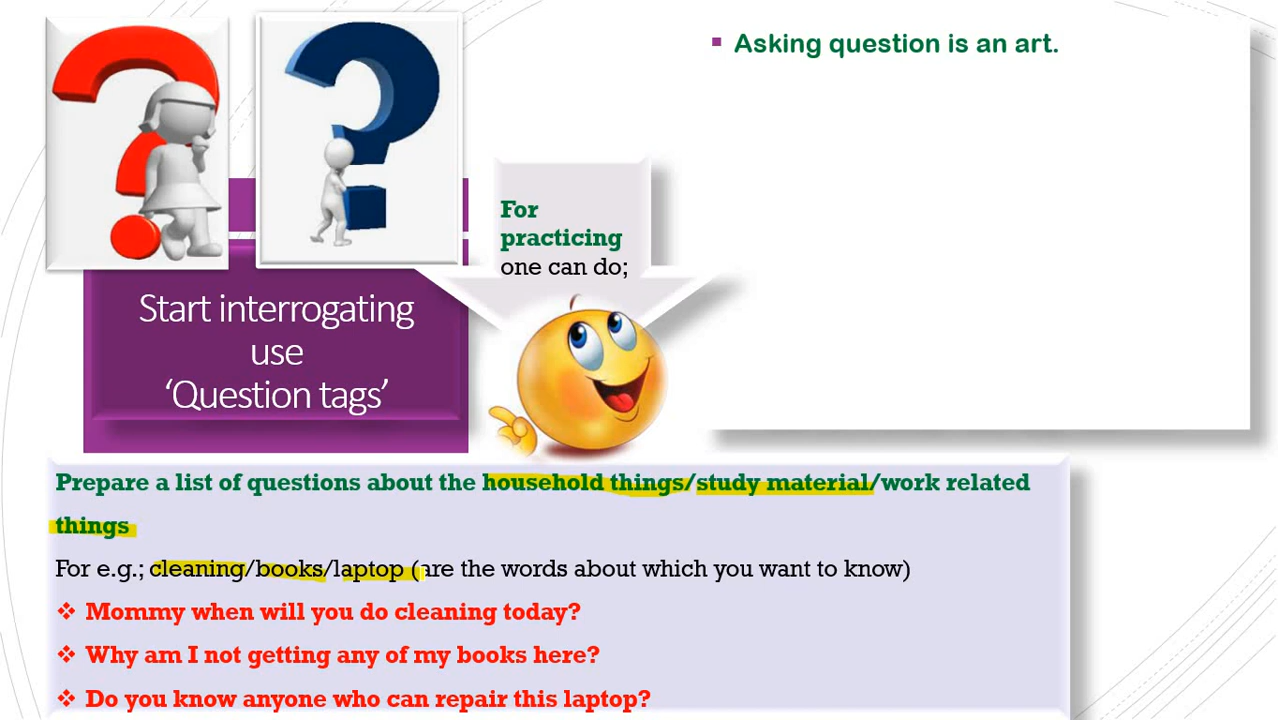 Asking question is an art.
For
practicing
one can do;
Start interrogating
use
‘Question tags’
Prepare a list of questions about the household things/study material/work related
things
For e.g.; cleaning/books/laptop (are the words about which you want to know)
Mommy when will you do cleaning today?
Why am I not getting any of my books here?
Do you know anyone who can repair this laptop?